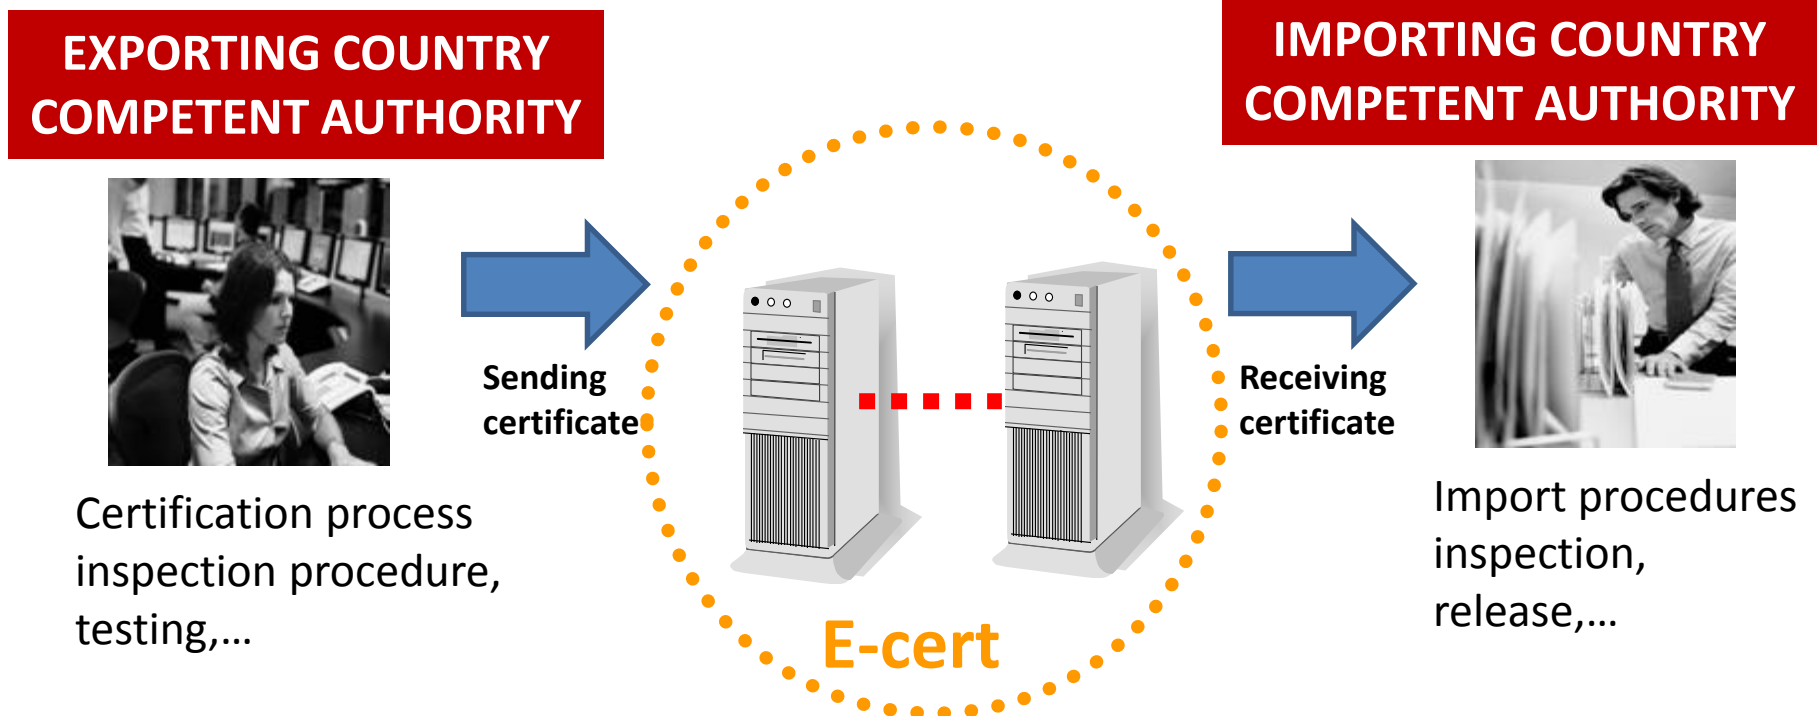 EXPORTING COUNTRY
COMPETENT AUTHORITY
IMPORTING COUNTRY
COMPETENT AUTHORITY
Sending
certificate
Receiving
certificate
Certification process
inspection procedure,
testing,…
Import procedures
inspection,
release,…
E-cert